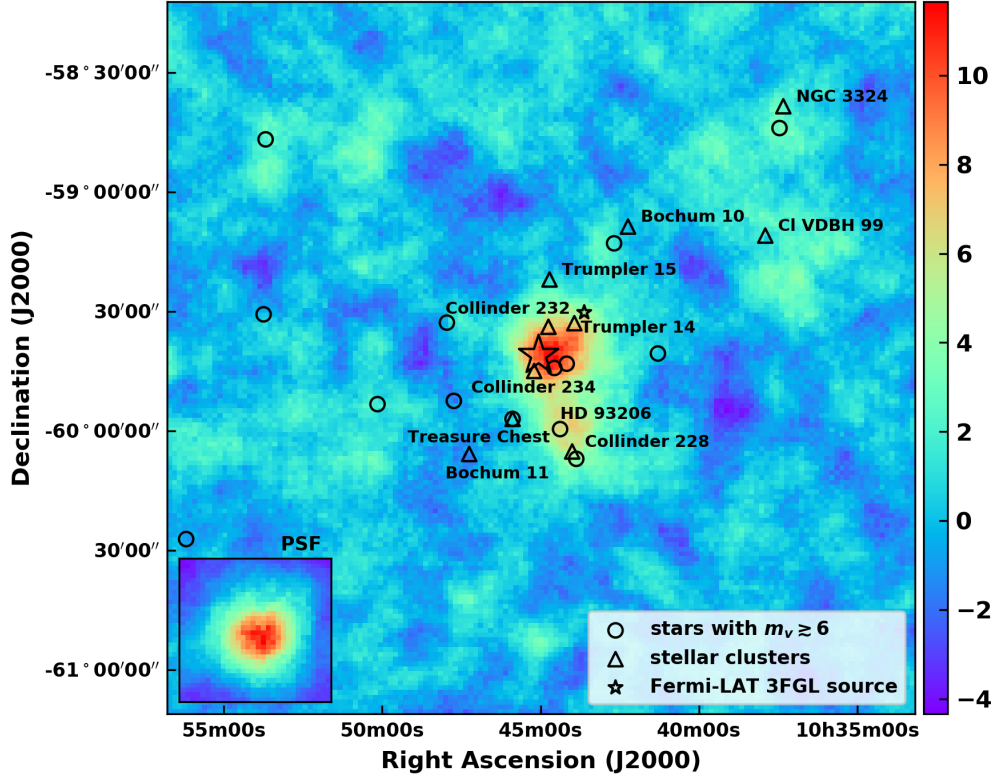 -58°30′00″
-59°00′00″
30′00″
-60°00′00″
30′00″
-61°00′00″
Declination (J2000)
NGC 3324
Bochum 10
Cl VDBH 99
Trumpler 15
Collinder 232
Trumpler 14
Collinder 234
HD 93206
Treasure Chest
Collinder 228
Bochum 11
PSF
stars with mᵥ ≳ 6
stellar clusters
Fermi-LAT 3FGL source
55m00s
50m00s
45m00s
40m00s
10h35m00s
Right Ascension (J2000)
10
8
6
4
2
0
−2
−4